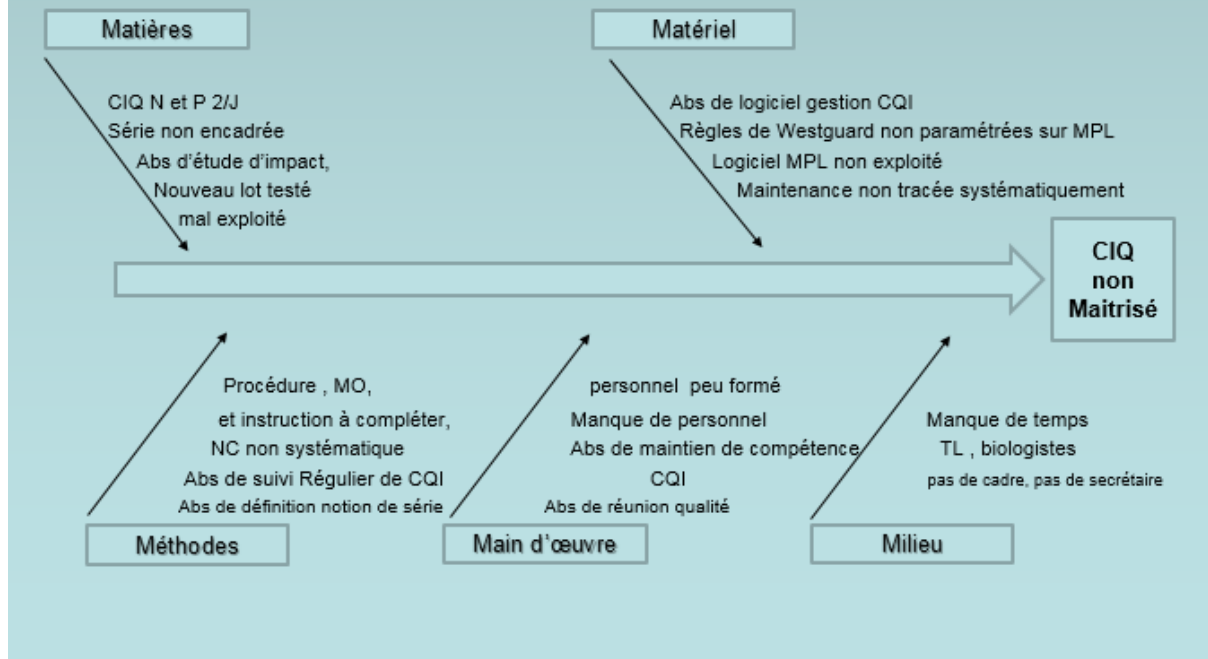 Matières
CIQ N et P 2/J
Série non encadrée
Abs d'étude d'impact,
Nouveau lot testé
mal exploité
Matériel
Abs de logiciel gestion CQI
Règles de Westguard non paramétrées sur MPL
Logiciel MPL non exploité
Maintenance non tracée systématiquement
CIQ
non
Maitrisé
Procédure , MO,
et instruction à compléter,
NC non systématique
Abs de suivi Régulier de CQI
Abs de définition notion de série
Méthodes
personnel peu formé
Manque de personnel
Abs de maintien de compétence
CQI
Abs de réunion qualité
Main d'œuvre
Manque de temps
TL , biologistes
pas de cadre, pas de secrétaire
Milieu